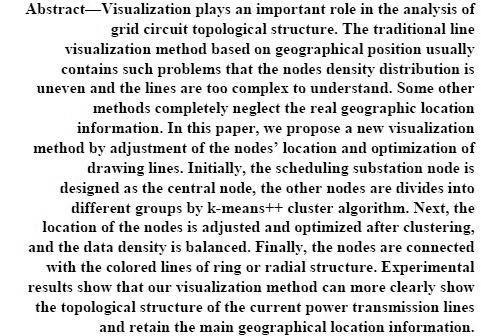 Abstract—Visualization plays an important role in the analysis of
grid circuit topological structure. The traditional line
visualization method based on geographical position usually
contains such problems that the nodes density distribution is
uneven and the lines are too complex to understand. Some other
methods completely neglect the real geographic location
information. In this paper, we propose a new visualization
method by adjustment of the nodes’ location and optimization of
drawing lines. Initially, the scheduling substation node is
designed as the central node, the other nodes are divides into
different groups by k-means++ cluster algorithm. Next, the
location of the nodes is adjusted and optimized after clustering,
and the data density is balanced. Finally, the nodes are connected
with the colored lines of ring or radial structure. Experimental
results show that our visualization method can more clearly show
the topological structure of the current power transmission lines
and retain the main geographical location information.